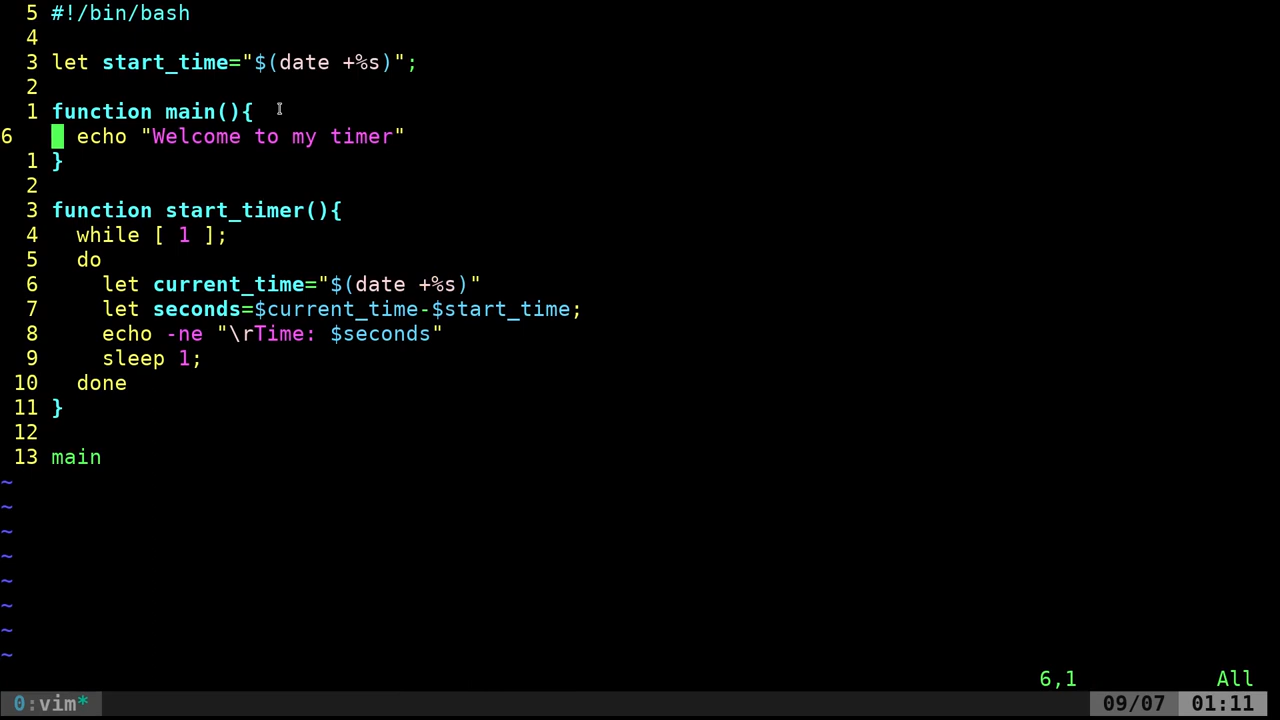 5 #!/bin/bash
4
3 let start_time="$(date +%s)";
2
1 function main(){
6   echo "Welcome to my timer"
1 }
2
3 function start_timer(){
4   while [ 1 ];
5   do
6     let current_time="$(date +%s)"
7     let seconds=$current_time-$start_time;
8     echo -ne "\rTime: $seconds"
9     sleep 1;
10   done
11 }
12
13 main
~
~
~
~
~
~
~
~
6,1 All
0:vim* 09/07 01:11